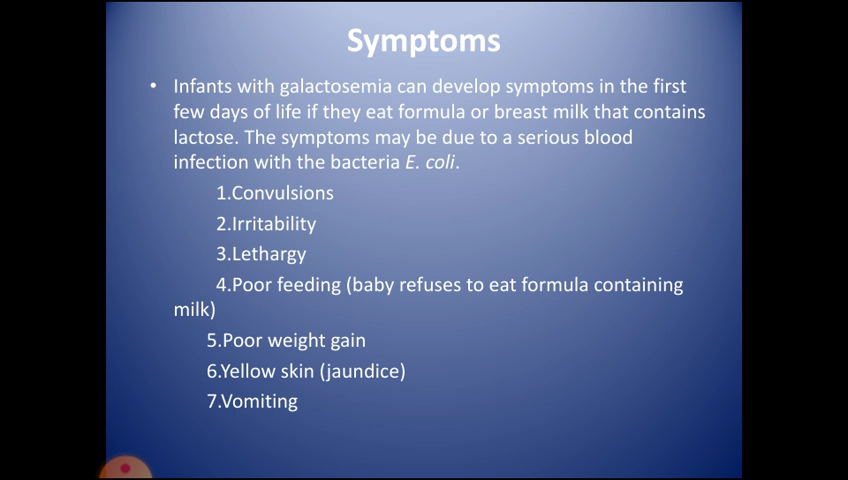 Symptoms
• Infants with galactosemia can develop symptoms in the first
few days of life if they eat formula or breast milk that contains
lactose. The symptoms may be due to a serious blood
infection with the bacteria E. coli.
1.Convulsions
2.Irritability
3.Lethargy
4.Poor feeding (baby refuses to eat formula containing
milk)
5.Poor weight gain
6.Yellow skin (jaundice)
7.Vomiting